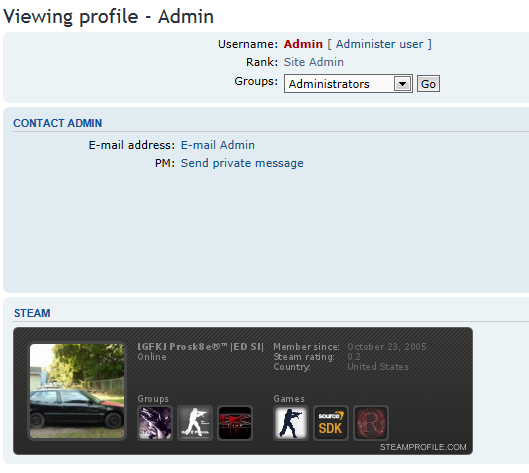 Viewing profile - Admin
Username: Admin [ Administer user ]
Rank: Site Admin
Groups: Administrators Go
CONTACT ADMIN
E-mail address: E-mail Admin
PM: Send private message
STEAM
Prosk8e®™ |ED SI|
Online
Member since: October 23, 2005
Steam rating: 0.2
Country: United States
Groups
Games
source SDK
STEAMPROFILE.COM